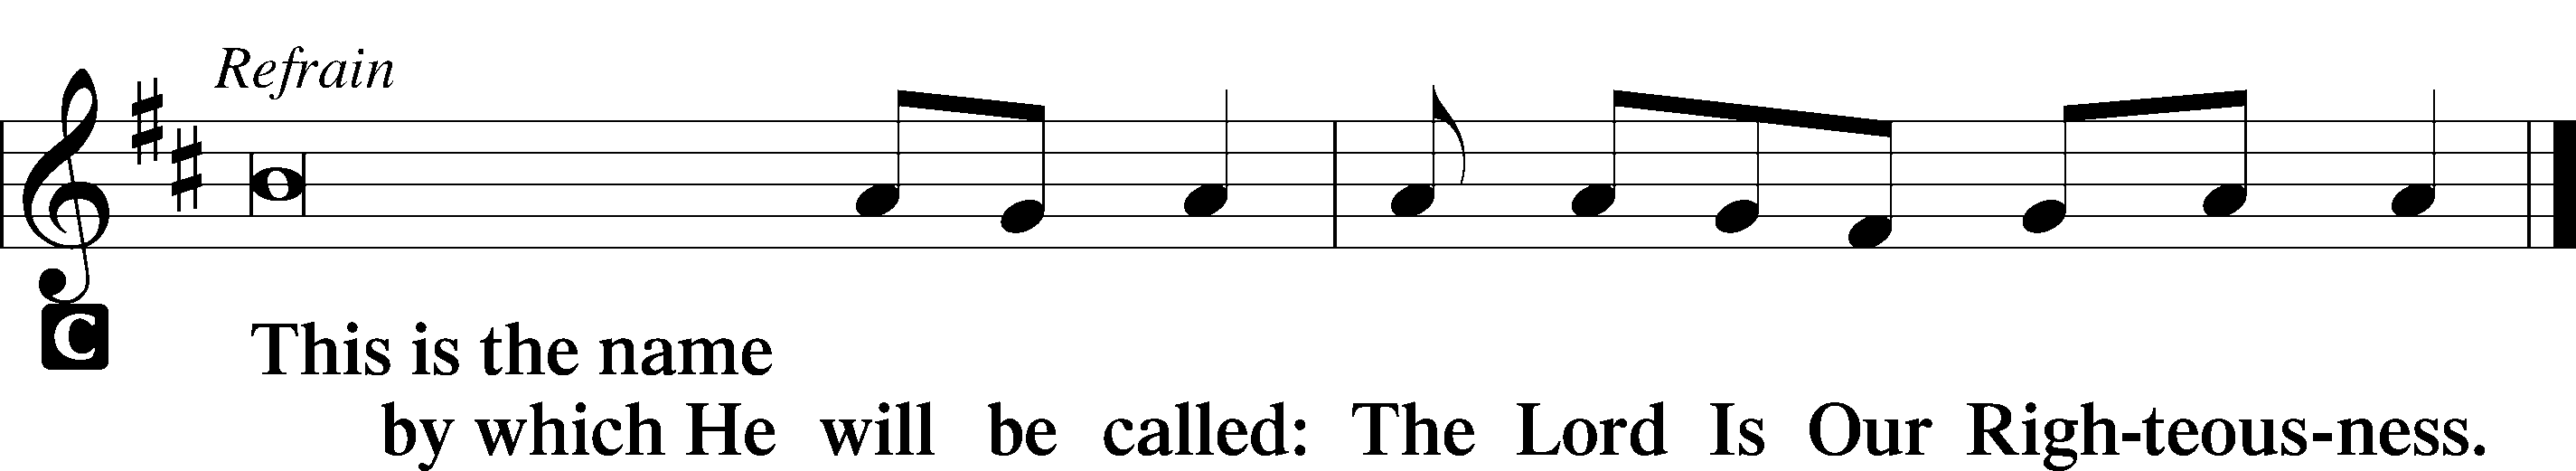 Refrain
C
This is the name
by which He will be called: The Lord Is Our Righ-teous-ness.